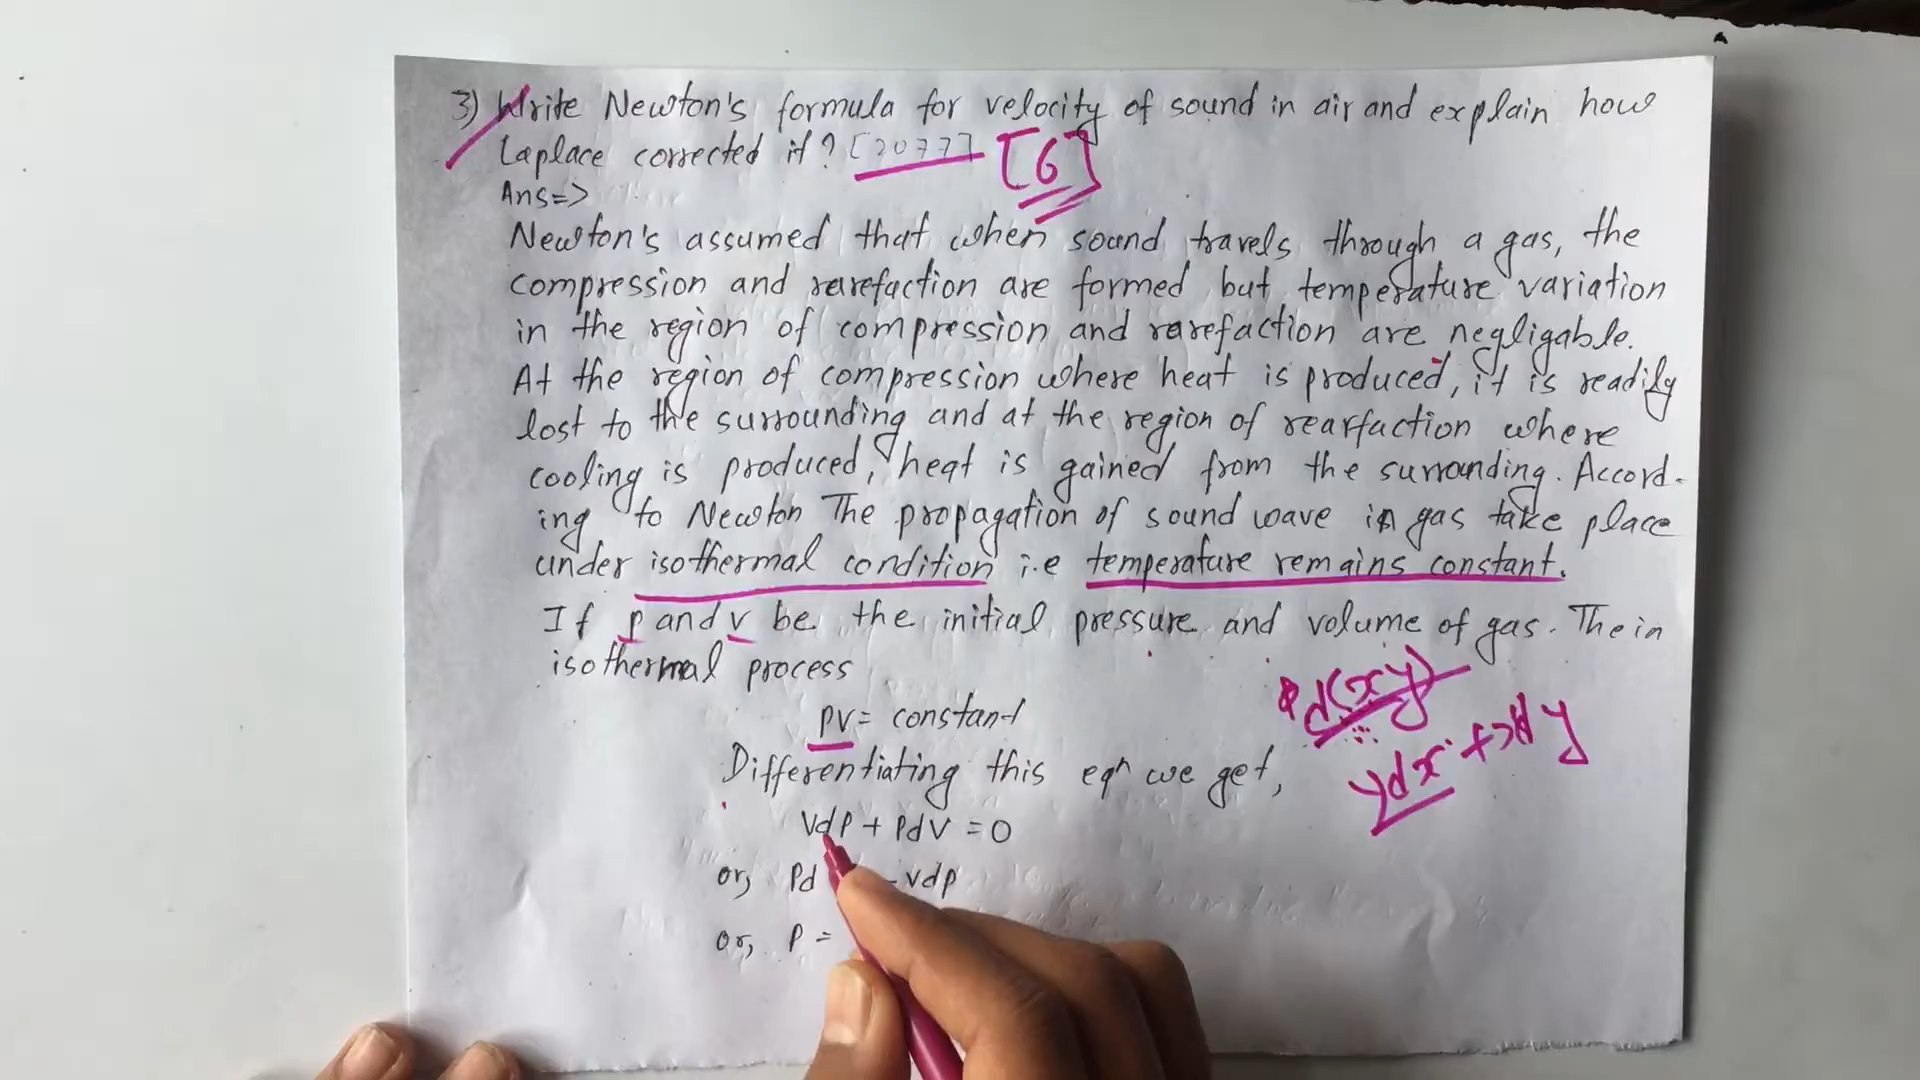 3) Write Newton's formula for velocity of sound in air and explain how
Laplace corrected it? [2077] [6]
Ans=>
Newton's assumed that when sound travels through a gas, the
compression and rarefaction are formed but temperature variation
in the region of compression and rarefaction are negligable.
At the region of compression where heat is produced, it is readily
lost to the surrounding and at the region of rearfaction where
cooling is produced, heat is gained from the surrounding. Accord-
ing to Newton The propagation of sound wave in gas take place
under isothermal condition i.e temperature remains constant.
If p and v be the initial pressure and volume of gas. The in
isothermal process
PV = constant
d(xy)
ydx + xdy
Differentiating this eqn we get,
VdP + PdV = 0
or, Pd - vdp
or, P =